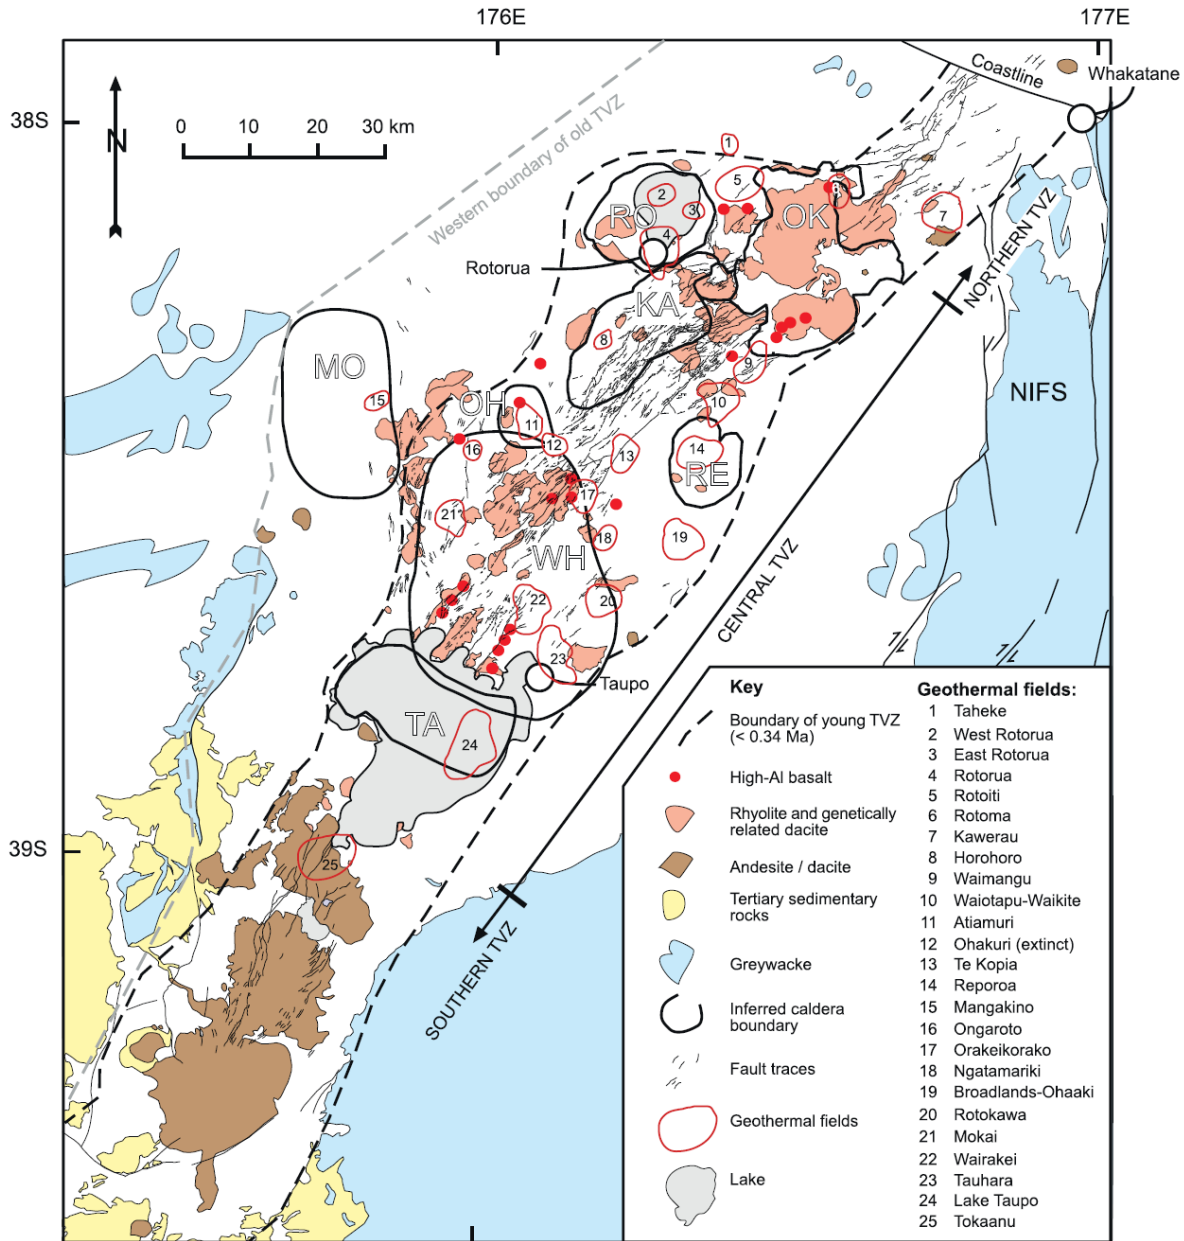 176E
177E
38S
39S
N
0 10 20 30 km
Western boundary of old TVZ
Coastline
Whakatane
Rotorua
Taupo
NIFS
NORTHERN TVZ
CENTRAL TVZ
SOUTHERN TVZ
RO
OK
KA
MO
OH
RE
WH
TA
1
2
3
4
5
6
7
8
9
10
11
12
13
14
15
16
17
18
19
20
21
22
23
24
25
Key
Boundary of young TVZ
(< 0.34 Ma)
High-Al basalt
Rhyolite and genetically
related dacite
Andesite / dacite
Tertiary sedimentary
rocks
Greywacke
Inferred caldera
boundary
Fault traces
Geothermal fields
Lake
Geothermal fields:
1 Taheke
2 West Rotorua
3 East Rotorua
4 Rotorua
5 Rotoiti
6 Rotoma
7 Kawerau
8 Horohoro
9 Waimangu
10 Waiotapu-Waikite
11 Atiamuri
12 Ohakuri (extinct)
13 Te Kopia
14 Reporoa
15 Mangakino
16 Ongaroto
17 Orakeikorako
18 Ngatamariki
19 Broadlands-Ohaaki
20 Rotokawa
21 Mokai
22 Wairakei
23 Tauhara
24 Lake Taupo
25 Tokaanu